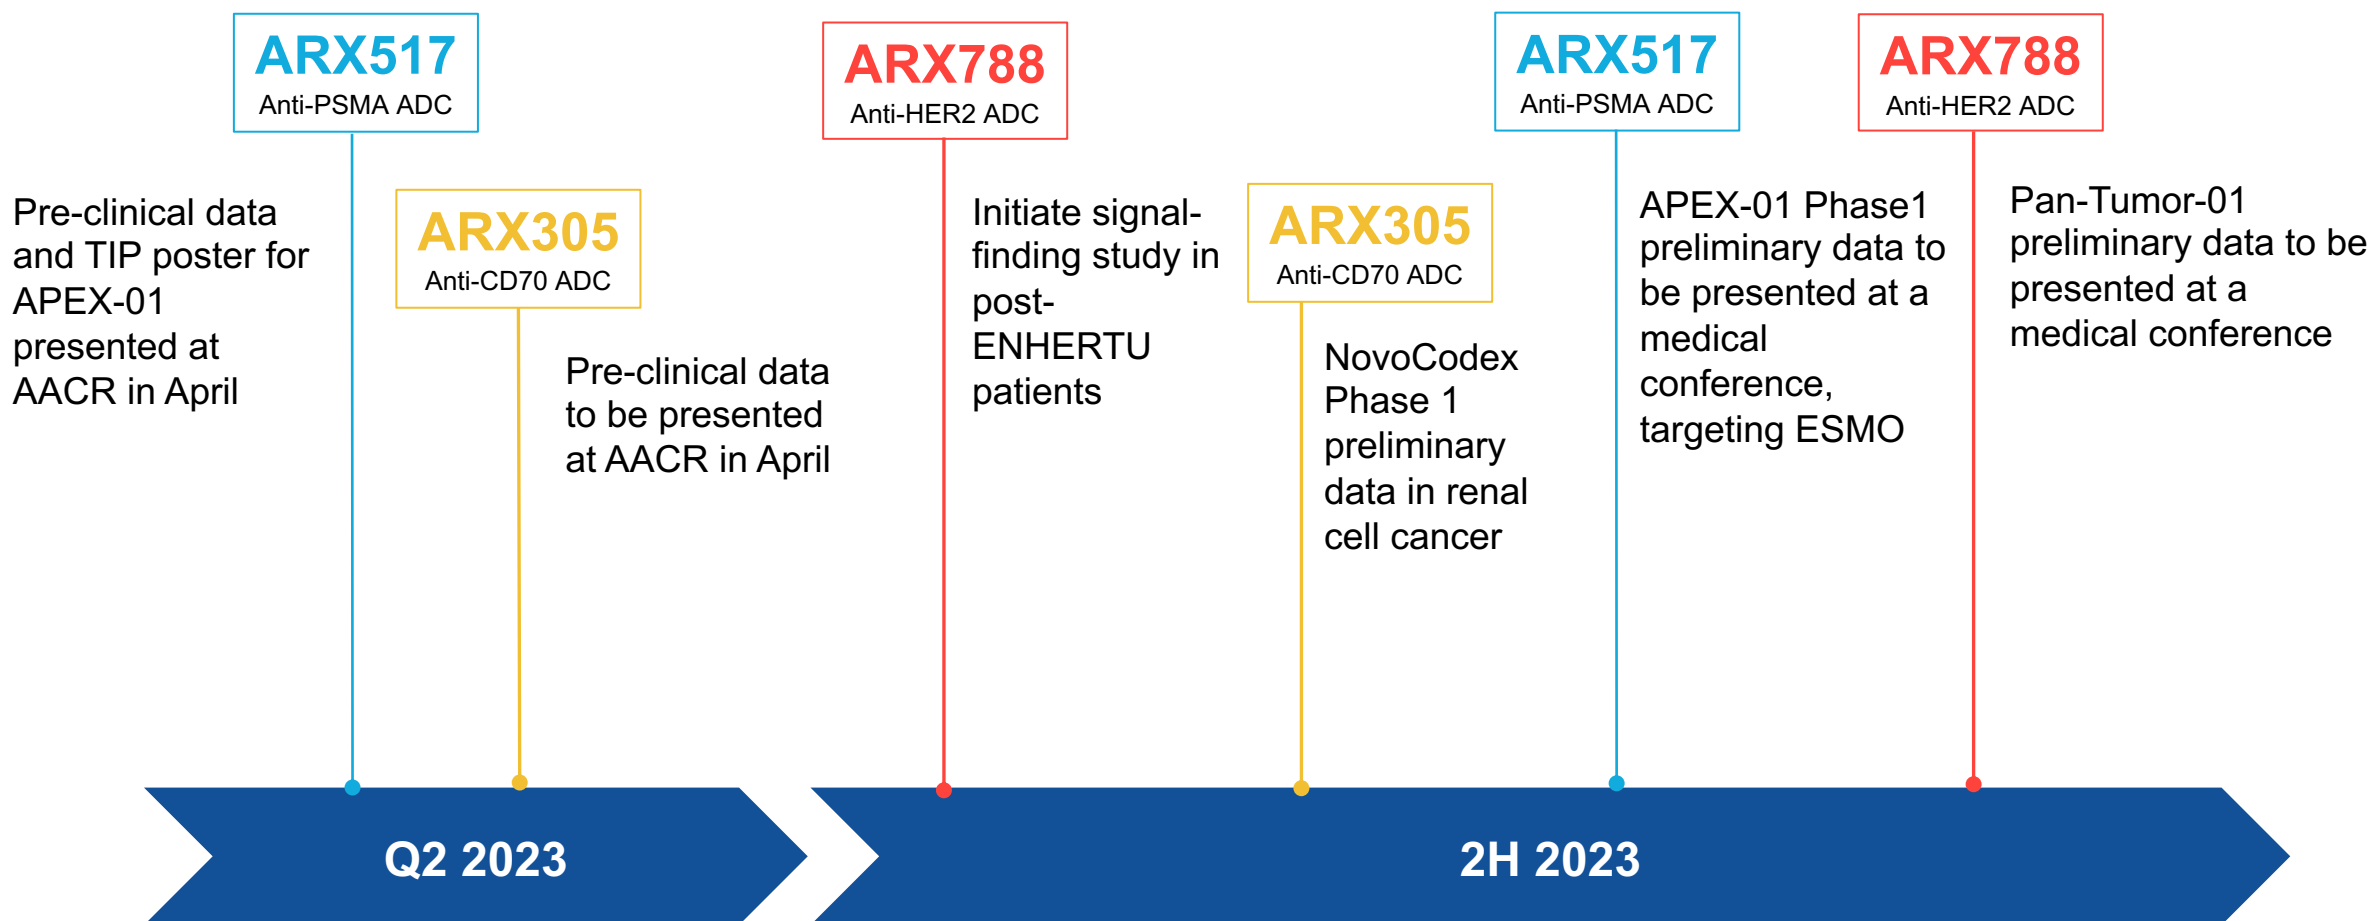 ARX517
Anti-PSMA ADC
Pre-clinical data
and TIP poster for
APEX-01
presented at
AACR in April
ARX305
Anti-CD70 ADC
Pre-clinical data
to be presented
at AACR in April
ARX788
Anti-HER2 ADC
Initiate signal-
finding study in
post-
ENHERTU
patients
ARX305
Anti-CD70 ADC
NovoCodex
Phase 1
preliminary
data in renal
cell cancer
ARX517
Anti-PSMA ADC
APEX-01 Phase1
preliminary data to
be presented at a
medical
conference,
targeting ESMO
ARX788
Anti-HER2 ADC
Pan-Tumor-01
preliminary data to be
presented at a
medical conference
Q2 2023
2H 2023